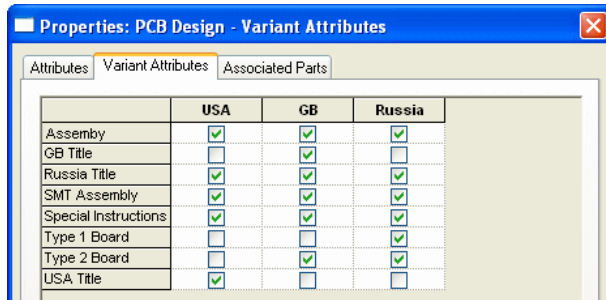 Properties: PCB Design - Variant Attributes
Attributes Variant Attributes Associated Parts
USA GB Russia
Assemby
GB Title
Russia Title
SMT Assembly
Special Instructions
Type 1 Board
Type 2 Board
USA Title